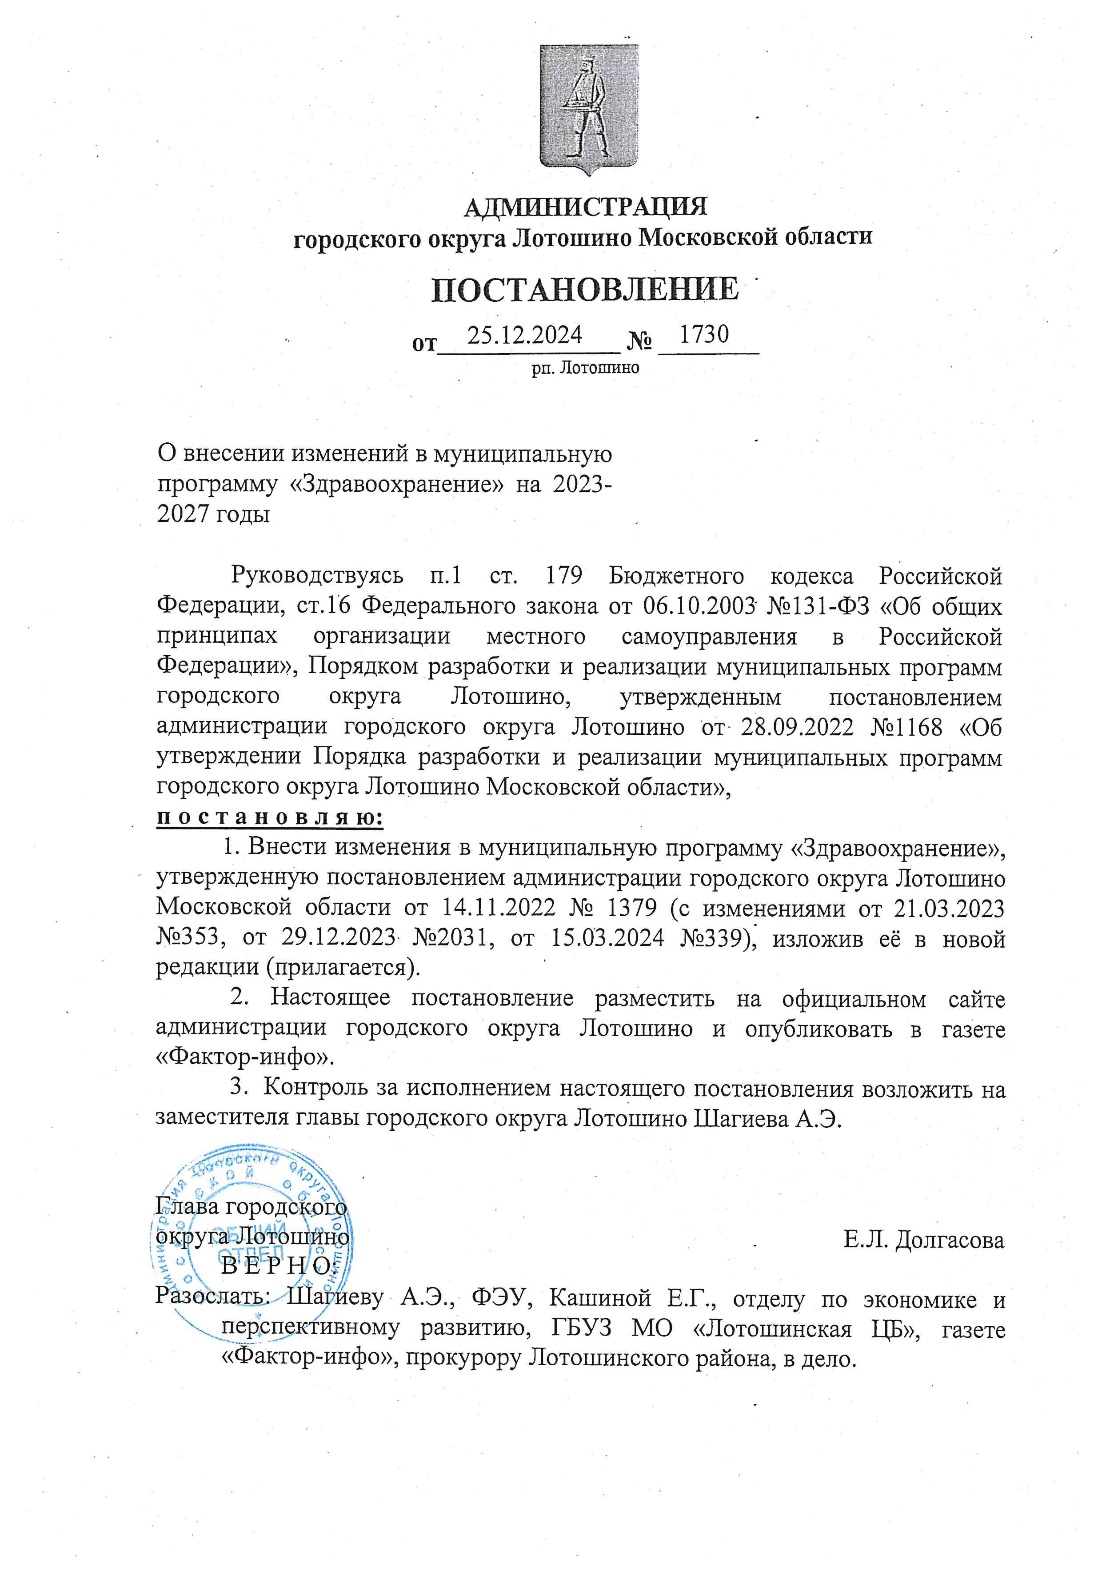 АДМИНИСТРАЦИЯ
городского округа Лотошино Московской области
ПОСТАНОВЛЕНИЕ
от 25.12.2024 № 1730
рп. Лотошино
О внесении изменений в муниципальную
программу «Здравоохранение» на 2023-
2027 годы
Руководствуясь п.1 ст. 179 Бюджетного кодекса Российской
Федерации, ст.16 Федерального закона от 06.10.2003 №131-ФЗ «Об общих
принципах организации местного самоуправления в Российской
Федерации», Порядком разработки и реализации муниципальных программ
городского округа Лотошино, утвержденным постановлением
администрации городского округа Лотошино от 28.09.2022 №1168 «Об
утверждении Порядка разработки и реализации муниципальных программ
городского округа Лотошино Московской области»,
п о с т а н о в л я ю:
1. Внести изменения в муниципальную программу «Здравоохранение»,
утвержденную постановлением администрации городского округа Лотошино
Московской области от 14.11.2022 № 1379 (с изменениями от 21.03.2023
№353, от 29.12.2023 №2031, от 15.03.2024 №339), изложив её в новой
редакции (прилагается).
2. Настоящее постановление разместить на официальном сайте
администрации городского округа Лотошино и опубликовать в газете
«Фактор-инфо».
3. Контроль за исполнением настоящего постановления возложить на
заместителя главы городского округа Лотошино Шагиева А.Э.
Глава городского
округа Лотошино Е.Л. Долгасова
В Е Р Н О:
Разослать: Шагиеву А.Э., ФЭУ, Кашиной Е.Г., отделу по экономике и
перспективному развитию, ГБУЗ МО «Лотошинская ЦБ», газете
«Фактор-инфо», прокурору Лотошинского района, в дело.
администрация городского округа Лотошино
Московской области
ОБЩИЙ
ОТДЕЛ